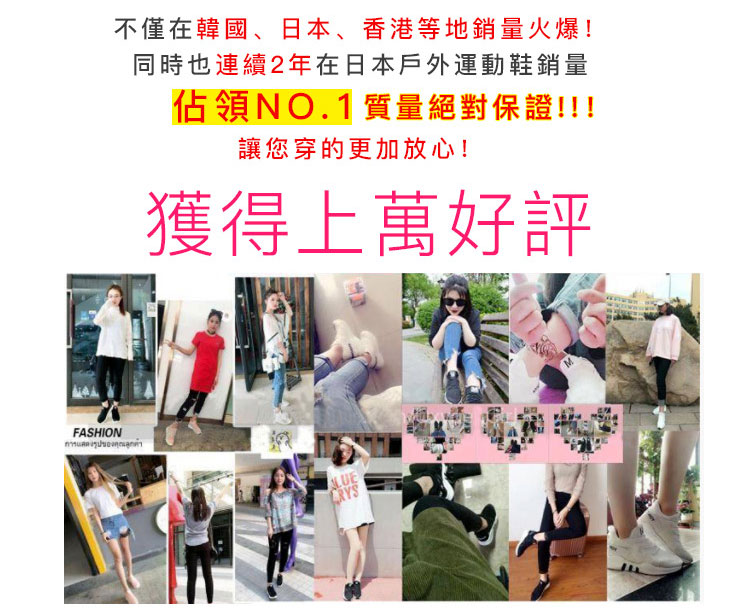 不僅在韓國、日本、香港等地銷量火爆!
同時也連續2年在日本戶外運動鞋銷量
佔領NO.1 質量絕對保證!!!
讓您穿的更加放心!
獲得上萬好評
FASHION
การแสดงรูปของคุณลูกค้า
BLUE
ARYS
M